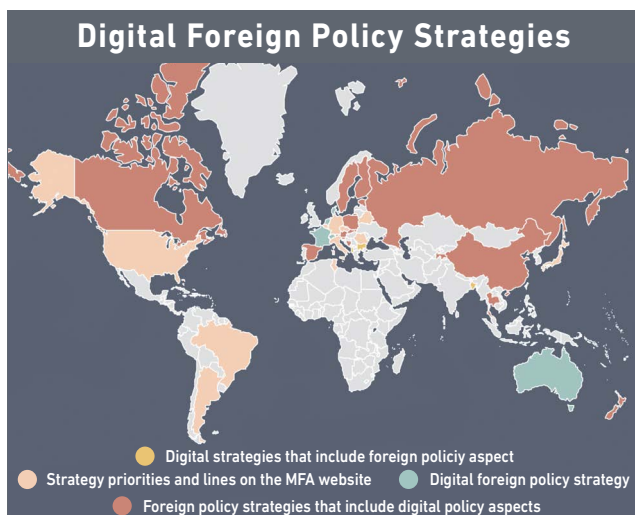 Digital Foreign Policy Strategies
Digital strategies that include foreign policiy aspect
Strategy priorities and lines on the MFA website
Digital foreign policy strategy
Foreign policy strategies that include digital policy aspects